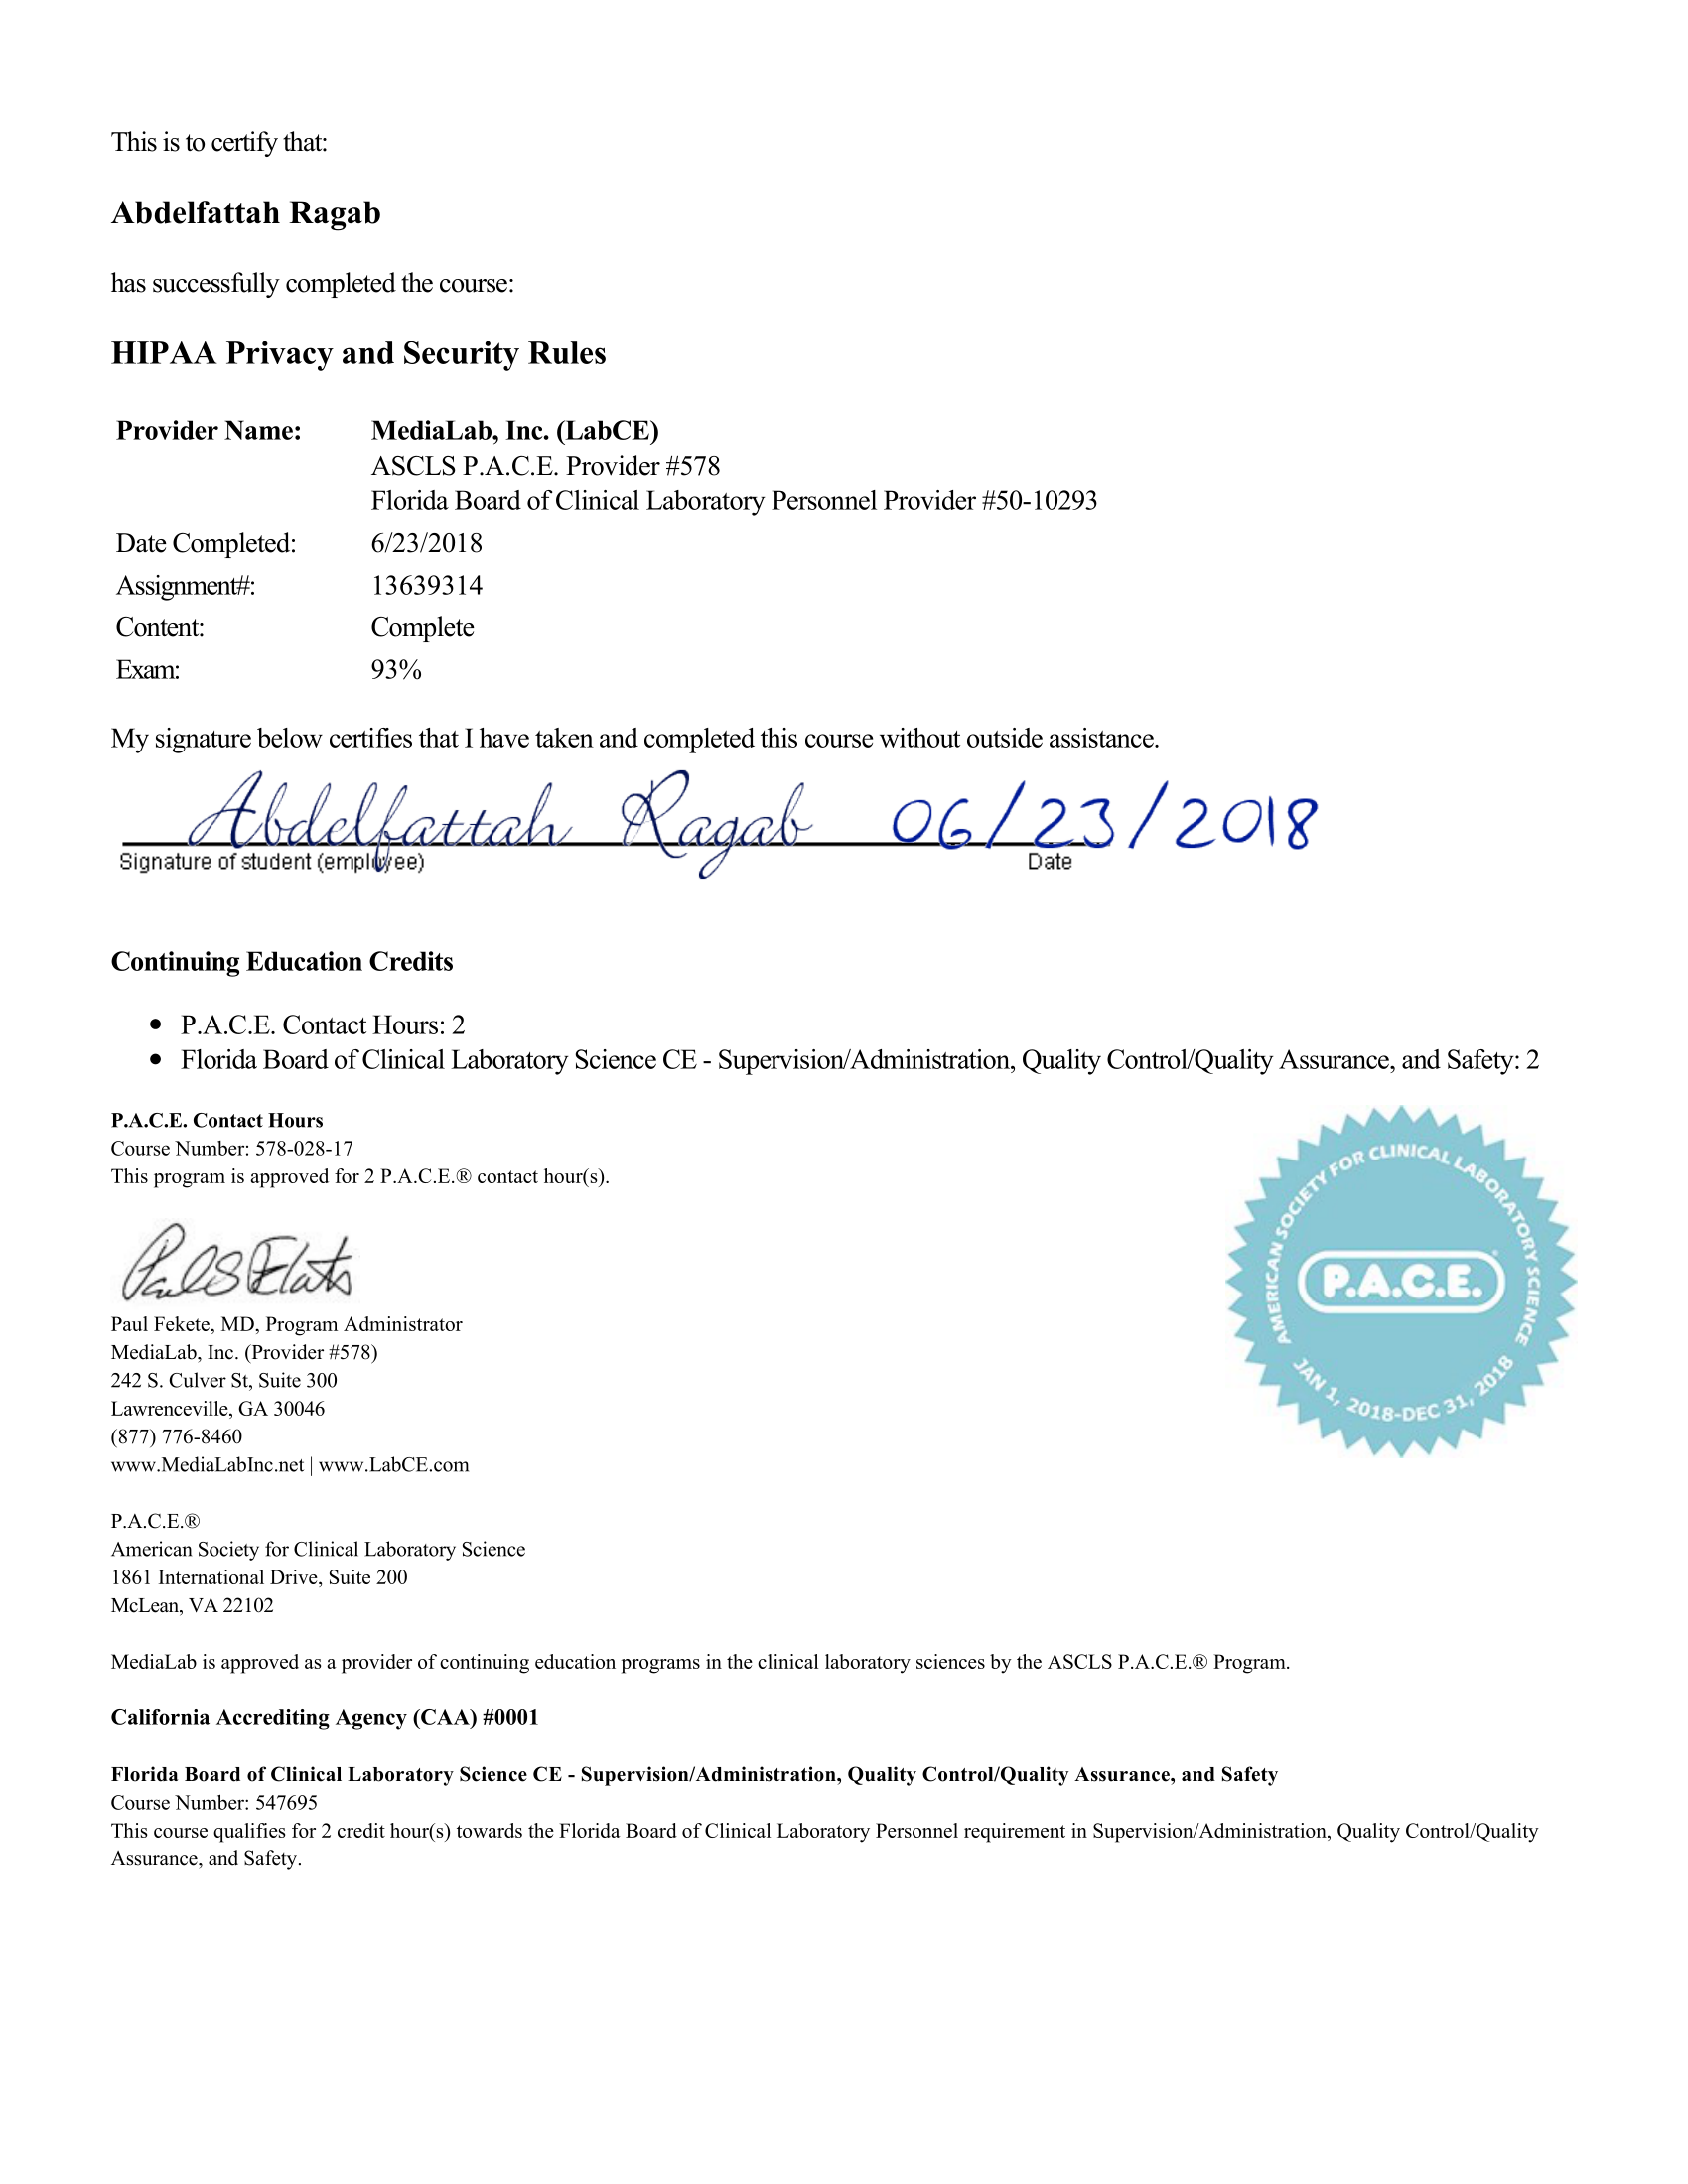 This is to certify that:
Abdelfattah Ragab
has successfully completed the course:
HIPAA Privacy and Security Rules
Provider Name: MediaLab, Inc. (LabCE)
ASCLS P.A.C.E. Provider #578
Florida Board of Clinical Laboratory Personnel Provider #50-10293
Date Completed: 6/23/2018
Assignment#: 13639314
Content: Complete
Exam: 93%
My signature below certifies that I have taken and completed this course without outside assistance.
Abdelfattah Ragab 06/23/2018
Signature of student (employee) Date
Continuing Education Credits
• P.A.C.E. Contact Hours: 2
• Florida Board of Clinical Laboratory Science CE - Supervision/Administration, Quality Control/Quality Assurance, and Safety: 2
P.A.C.E. Contact Hours
Course Number: 578-028-17
This program is approved for 2 P.A.C.E.® contact hour(s).
AMERICAN SOCIETY FOR CLINICAL LABORATORY SCIENCE
P.A.C.E.
JAN 1, 2018-DEC 31, 2018
Paul Fekete, MD, Program Administrator
MediaLab, Inc. (Provider #578)
242 S. Culver St, Suite 300
Lawrenceville, GA 30046
(877) 776-8460
www.MediaLabInc.net | www.LabCE.com
P.A.C.E.®
American Society for Clinical Laboratory Science
1861 International Drive, Suite 200
McLean, VA 22102
MediaLab is approved as a provider of continuing education programs in the clinical laboratory sciences by the ASCLS P.A.C.E.® Program.
California Accrediting Agency (CAA) #0001
Florida Board of Clinical Laboratory Science CE - Supervision/Administration, Quality Control/Quality Assurance, and Safety
Course Number: 547695
This course qualifies for 2 credit hour(s) towards the Florida Board of Clinical Laboratory Personnel requirement in Supervision/Administration, Quality Control/Quality
Assurance, and Safety.